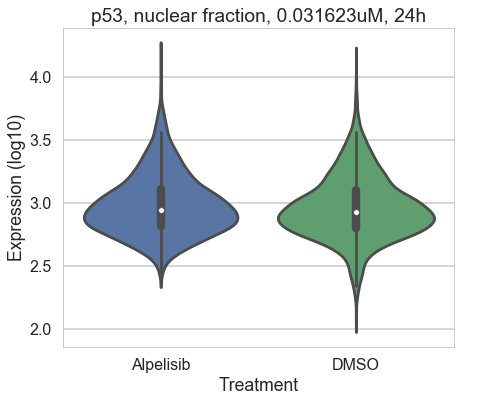 p53, nuclear fraction, 0.031623uM, 24h
Expression (log10)
4.0
3.5
3.0
2.5
2.0
Alpelisib DMSO
Treatment